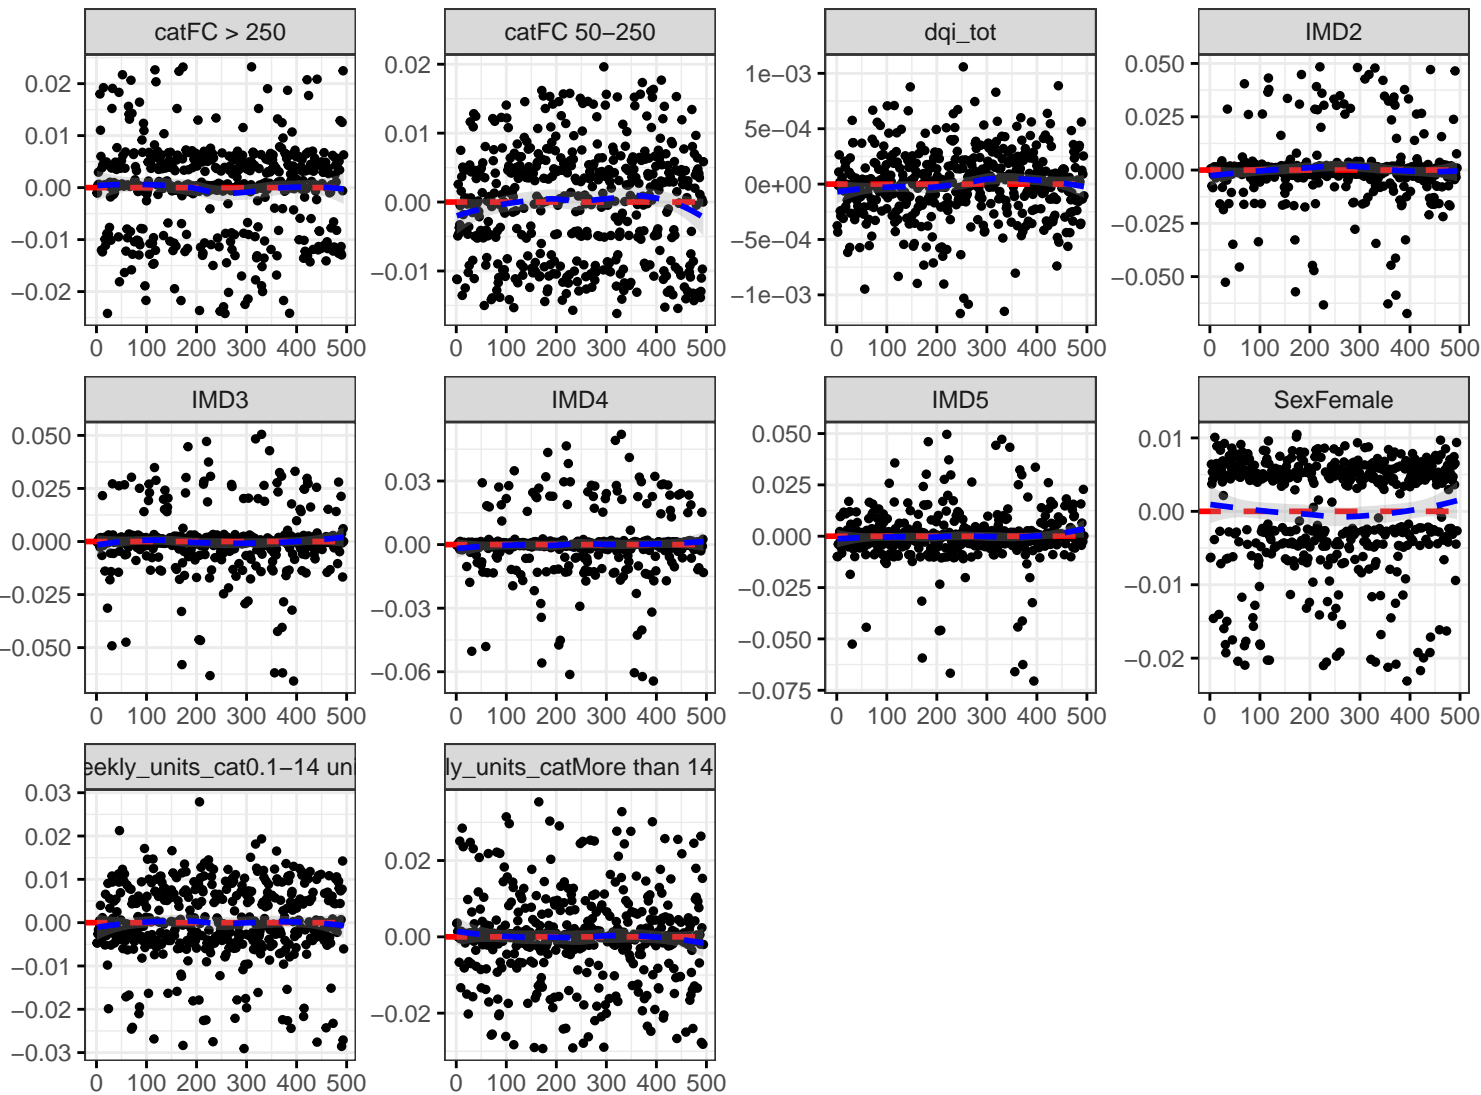 catFC > 250
catFC 50−250
dqi_tot
IMD2
0.02
0.01
0.00
−0.01
−0.02
0 100 200 300 400 500
0.02
0.01
0.00
−0.01
0 100 200 300 400 500
1e−03
5e−04
0e+00
−5e−04
−1e−03
0 100 200 300 400 500
0.050
0.025
0.000
−0.025
−0.050
0 100 200 300 400 500
IMD3
IMD4
IMD5
SexFemale
0.050
0.025
0.000
−0.025
−0.050
0 100 200 300 400 500
0.03
0.00
−0.03
−0.06
0 100 200 300 400 500
0.050
0.025
0.000
−0.025
−0.050
−0.075
0 100 200 300 400 500
0.01
0.00
−0.01
−0.02
0 100 200 300 400 500
eekly_units_cat0.1−14 uni
ly_units_catMore than 14
0.03
0.02
0.01
0.00
−0.01
−0.02
−0.03
0 100 200 300 400 500
0.02
0.00
−0.02
0 100 200 300 400 500